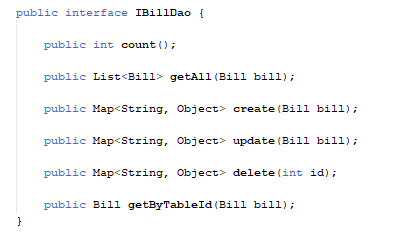 public interface IBillDao {
public int count();
public List<Bill> getAll(Bill bill);
public Map<String, Object> create(Bill bill);
public Map<String, Object> update(Bill bill);
public Map<String, Object> delete(int id);
public Bill getByTableId(Bill bill);
}